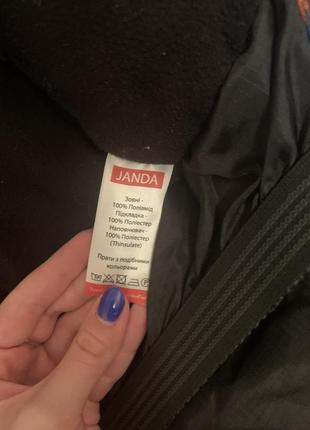 JANDA
Зовні -
100% Поліамід
Підкладка -
100% Поліестер
Наповнювач -
100% Поліестер
(Thinsulate)
Прати з подібними
кольорами